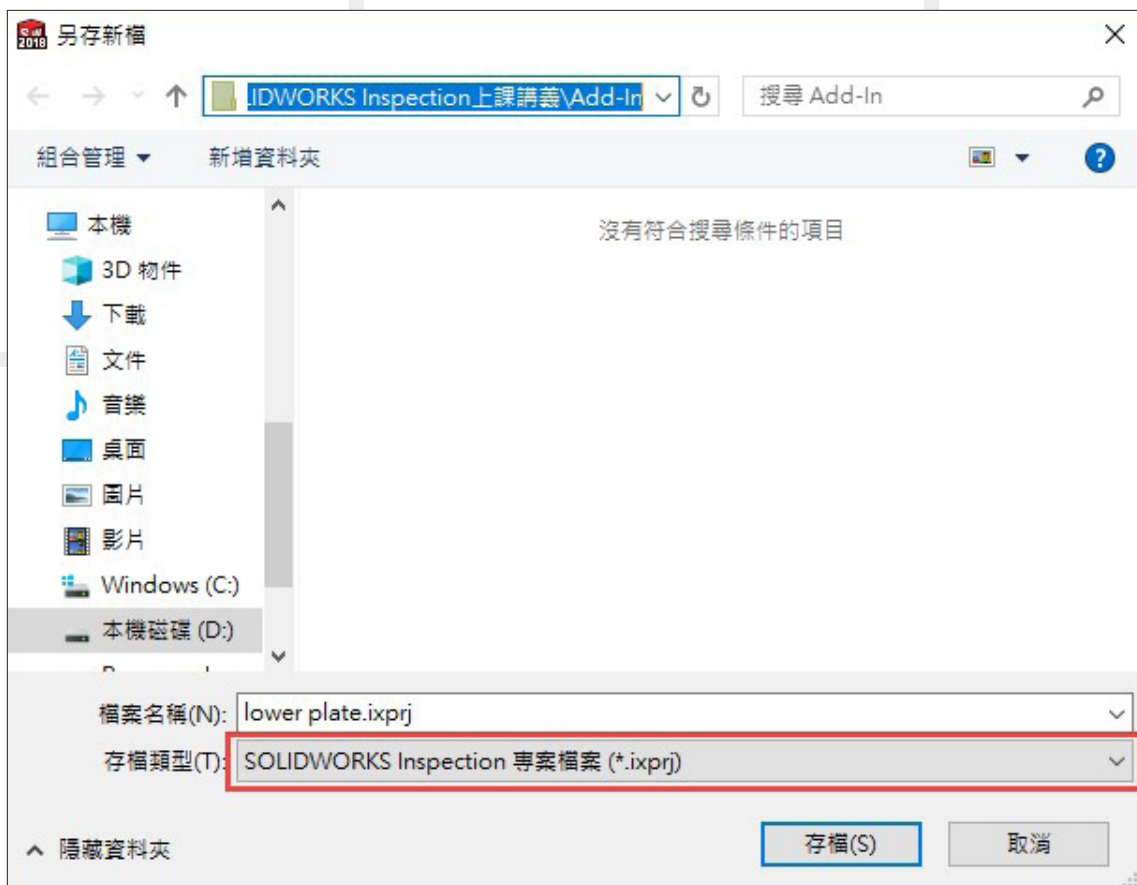 SW 2018 另存新檔
.IDWORKS Inspection上課講義\Add-In 搜尋 Add-In
組合管理 新增資料夾 ?
沒有符合搜尋條件的項目
本機
3D 物件
下載
文件
音樂
桌面
圖片
影片
Windows (C:)
本機磁碟 (D:)
檔案名稱(N): lower plate.ixprj
存檔類型(T): SOLIDWORKS Inspection 專案檔案 (*.ixprj)
隱藏資料夾 存檔(S) 取消